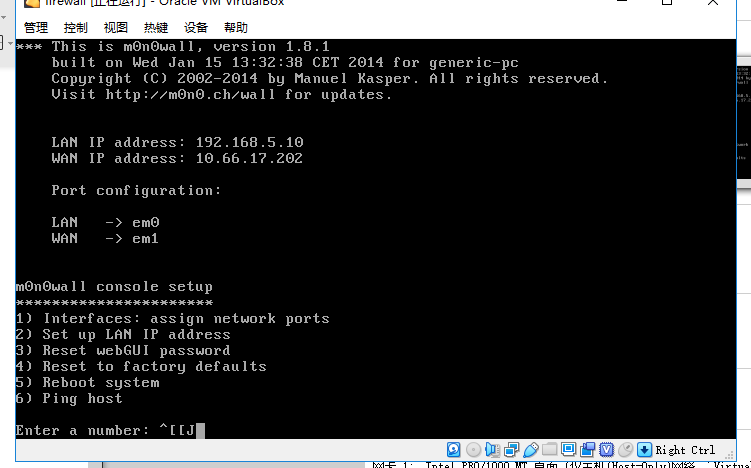 firewall [正在运行] - Oracle VM VirtualBox
管理 控制 视图 热键 设备 帮助
*** This is m0n0wall, version 1.8.1
built on Wed Jan 15 13:32:38 CET 2014 for generic-pc
Copyright (C) 2002-2014 by Manuel Kasper. All rights reserved.
Visit http://m0n0.ch/wall for updates.
LAN IP address: 192.168.5.10
WAN IP address: 10.66.17.202
Port configuration:
LAN -> em0
WAN -> em1
m0n0wall console setup
**********************
1) Interfaces: assign network ports
2) Set up LAN IP address
3) Reset webGUI password
4) Reset to factory defaults
5) Reboot system
6) Ping host
Enter a number: ^[[J
Right Ctrl
网卡 1: Intel PRO/1000 MT 桌面 (仅主机(Host-Only)网络,